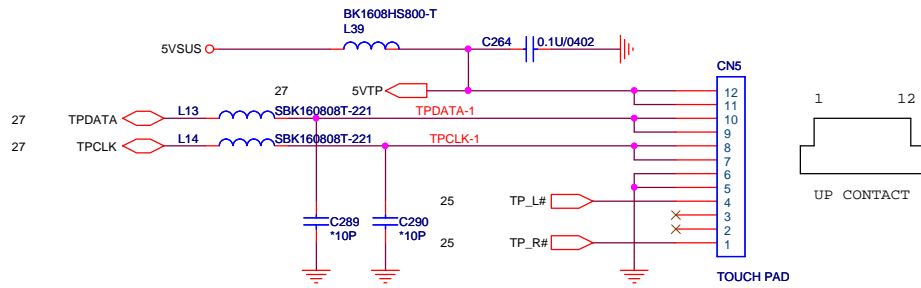 BK1608HS800-T
L39
5VSUS
C264
0.1U/0402
CN5
27
5VTP
12
11
10
9
8
7
6
5
4
3
2
1
27
TPDATA
L13
SBK160808T-221
TPDATA-1
27
TPCLK
L14
SBK160808T-221
TPCLK-1
C289
*10P
C290
*10P
25
TP_L#
25
TP_R#
TOUCH PAD
1
12
UP CONTACT